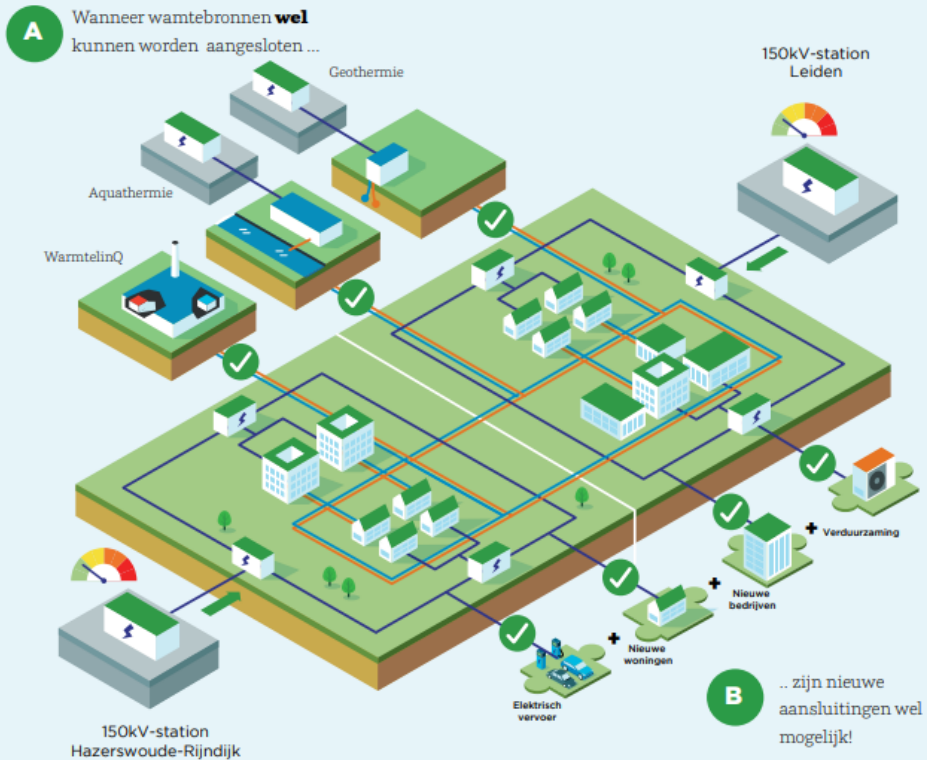 A
Wanneer wamtebronnen wel
kunnen worden aangesloten ...
Geothermie
150kV-station
Leiden
Aquathermie
WarmtelinQ
+
Verduurzaming
+
Nieuwe
bedrijven
+
Nieuwe
woningen
Elektrisch
vervoer
B
.. zijn nieuwe
aansluitingen wel
mogelijk!
150kV-station
Hazerswoude-Rijndijk